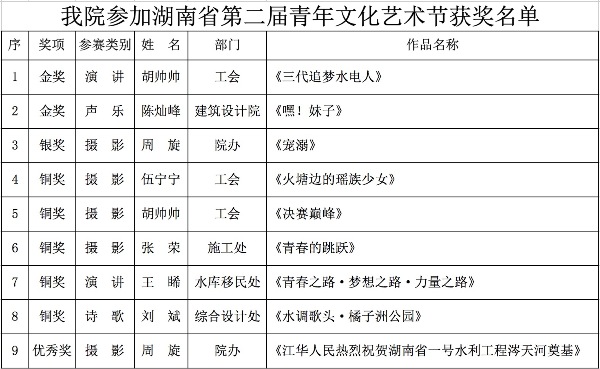 我院参加湖南省第二届青年文化艺术节获奖名单
序 奖项 参赛类别 姓 名 部门 作品名称
1 金奖 演 讲 胡帅帅 工会 《三代追梦水电人》
2 金奖 声 乐 陈灿峰 建筑设计院 《嘿！妹子》
3 银奖 摄 影 周 旋 院办 《宠溺》
4 铜奖 摄 影 伍宁宁 工会 《火塘边的瑶族少女》
5 铜奖 摄 影 胡帅帅 工会 《决赛巅峰》
6 铜奖 摄 影 张 荣 施工处 《青春的跳跃》
7 铜奖 演 讲 王 晞 水库移民处 《青春之路·梦想之路·力量之路》
8 铜奖 诗 歌 刘 斌 综合设计处 《水调歌头·橘子洲公园》
9 优秀奖 摄 影 周 旋 院办 《江华人民热烈祝贺湖南省一号水利工程涔天河奠基》